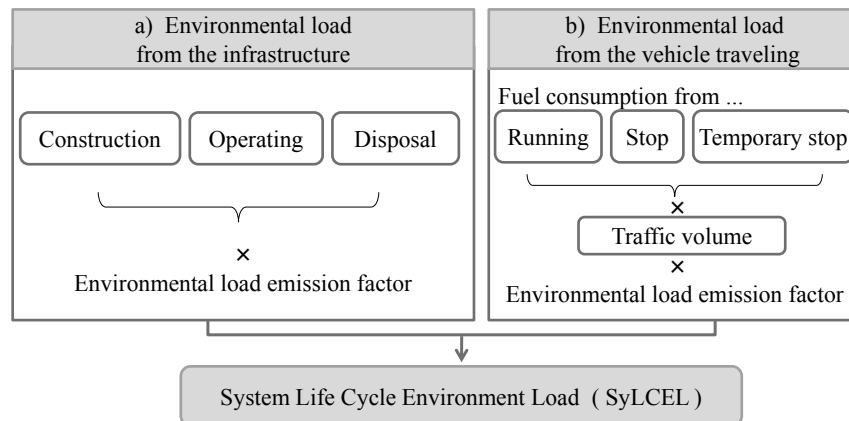 a) Environmental load
from the infrastructure
Construction
Operating
Disposal
×
Environmental load emission factor
b) Environmental load
from the vehicle traveling
Fuel consumption from ...
Running
Stop
Temporary stop
×
Traffic volume
×
Environmental load emission factor
System Life Cycle Environment Load ( SyLCEL )